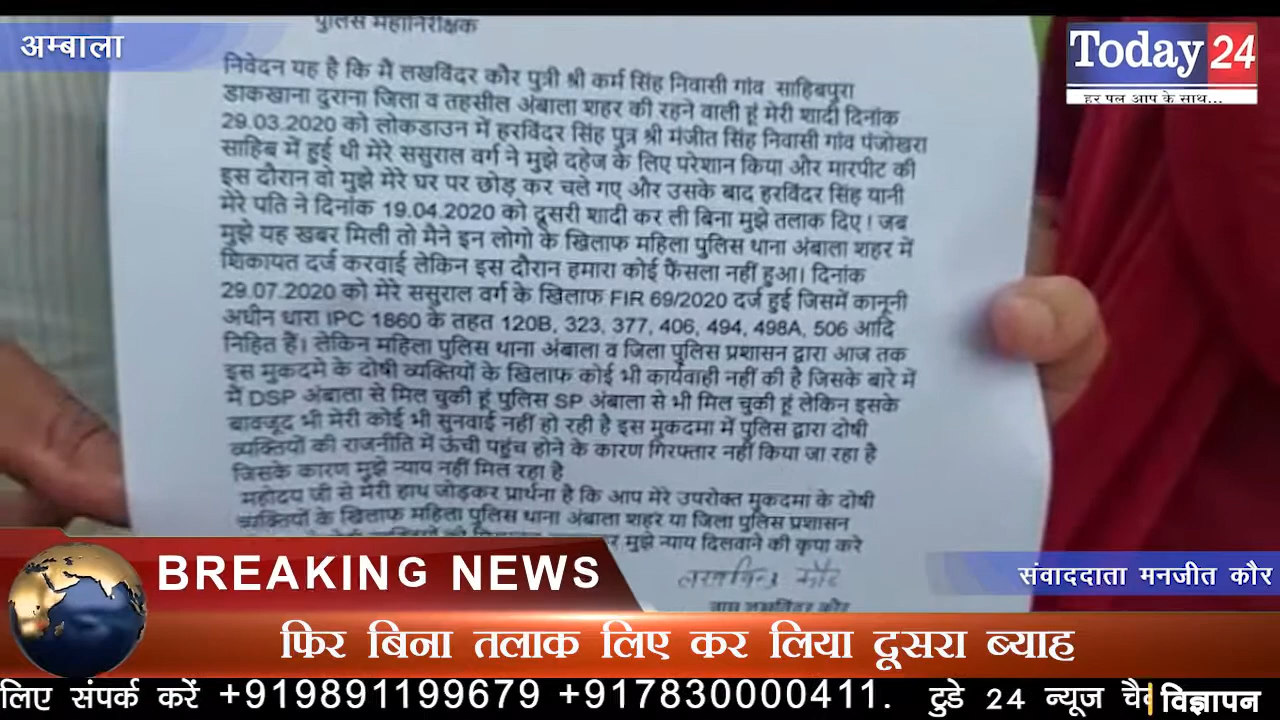 पुलिस महानिरीक्षक
अम्बाला
Today 24
हर पल आप के साथ...
निवेदन यह है कि मैं लखविंदर कौर पुत्री श्री कर्म सिंह निवासी गांव साहिबपुरा
डाकखाना दुराना जिला व तहसील अंबाला शहर की रहने वाली हूं मेरी शादी दिनांक
29.03.2020 को लोकडाउन में हरविंदर सिंह पुत्र श्री मंजीत सिंह निवासी गांव पंजोखरा
साहिब में हुई थी मेरे ससुराल वर्ग ने मुझे दहेज के लिए परेशान किया और मारपीट की
इस दौरान वो मुझे मेरे घर पर छोड़ कर चले गए और उसके बाद हरविंदर सिंह यानी
मेरे पति ने दिनांक 19.04.2020 को दूसरी शादी कर ली बिना मुझे तलाक दिए। जब
मुझे यह खबर मिली तो मैने इन लोगो के खिलाफ महिला पुलिस थाना अंबाला शहर में
शिकायत दर्ज करवाई लेकिन इस दौरान हमारा कोई फैंसला नहीं हुआ। दिनांक
29.07.2020 को मेरे ससुराल वर्ग के खिलाफ FIR 69/2020 दर्ज हुई जिसमें कानूनी
अधीन धारा IPC 1860 के तहत 120B, 323, 377, 406, 494, 498A, 506 आदि
निहित हैं। लेकिन महिला पुलिस थाना अंबाला व जिला पुलिस प्रशासन द्वारा आज तक
इस मुकदमे के दोषी व्यक्तियों के खिलाफ कोई भी कार्यवाही नहीं की है जिसके बारे में
में DSP अंबाला से मिल चुकी हूं पुलिस SP अंबाला से भी मिल चुकी हूं लेकिन इसके
बावजूद भी मेरी कोई भी सुनवाई नहीं हो रही है इस मुकदमा में पुलिस द्वारा दोषी
व्यक्तियों की राजनीति में ऊंची पहुंच होने के कारण गिरफ्तार नहीं किया जा रहा है
जिसके कारण मुझे न्याय नहीं मिल रहा है
महोदय जी से मेरी हाथ जोड़कर प्रार्थना है कि आप मेरे उपरोक्त मुकदमा के दोषी
व्यक्तियों के खिलाफ महिला पुलिस थाना अंबाला शहर या जिला पुलिस प्रशासन
मुझे न्याय दिलवाने की कृपा करे
लखविन्द्र कौर
नाम लखविंदर कौर
BREAKING NEWS
संवाददाता मनजीत कौर
फिर बिना तलाक लिए कर लिया दूसरा ब्याह
लिए संपर्क करें +919891199679 +917830000411. टुडे 24 न्यूज चै
विज्ञापन